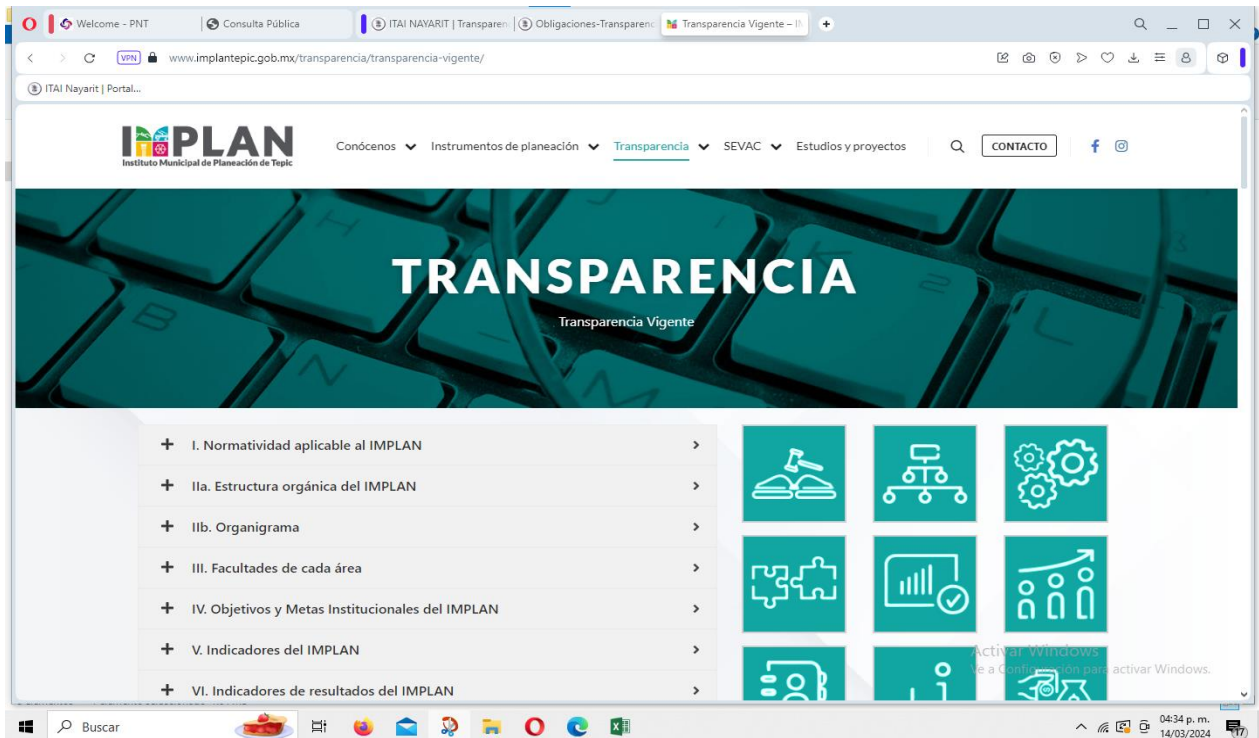 Welcome - PNT
Consulta Pública
ITAI NAYARIT | Transparen
Obligaciones-Transparenc
Transparencia Vigente – IM
VPN
www.implantepic.gob.mx/transparencia/transparencia-vigente/
ITAI Nayarit | Portal...
IMPLAN
Instituto Municipal de Planeación de Tepic
Conócenos
Instrumentos de planeación
Transparencia
SEVAC
Estudios y proyectos
CONTACTO
TRANSPARENCIA
Transparencia Vigente
I. Normatividad aplicable al IMPLAN
IIa. Estructura orgánica del IMPLAN
IIb. Organigrama
III. Facultades de cada área
IV. Objetivos y Metas Institucionales del IMPLAN
V. Indicadores del IMPLAN
VI. Indicadores de resultados del IMPLAN
Activar Windows
Ve a Configuración para activar Windows.
Buscar
04:34 p. m.
14/03/2024
17